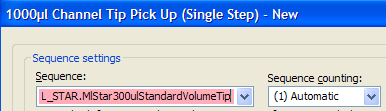 1000µl Channel Tip Pick Up (Single Step) - New
Sequence settings
Sequence: Sequence counting:
L_STAR.MlStar300ulStandardVolumeTip (1) Automatic